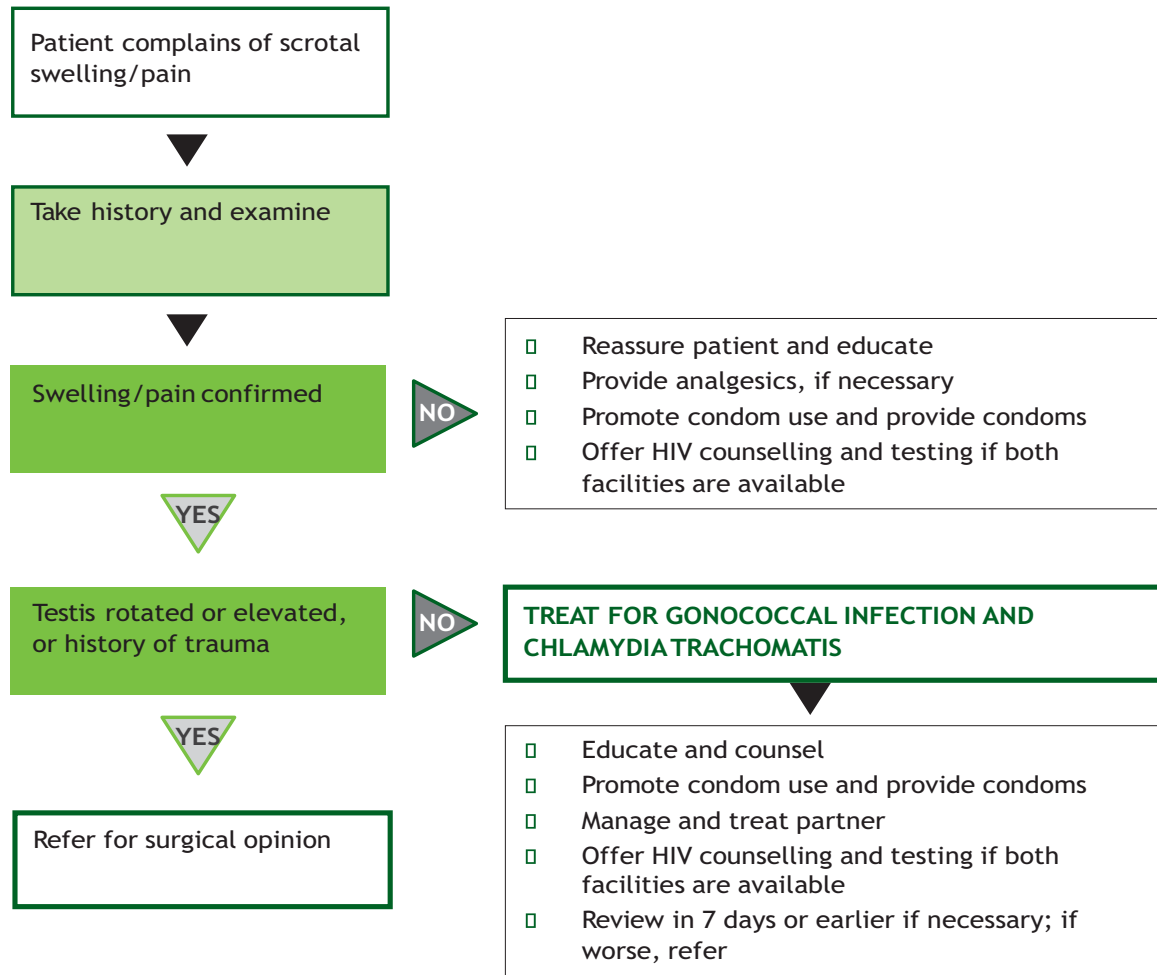 Patient complains of scrotal
swelling/pain
Take history and examine
Swelling/pain confirmed
NO
▯ Reassure patient and educate
▯ Provide analgesics, if necessary
▯ Promote condom use and provide condoms
▯ Offer HIV counselling and testing if both
facilities are available
YES
Testis rotated or elevated,
or history of trauma
NO
TREAT FOR GONOCOCCAL INFECTION AND
CHLAMYDIA TRACHOMATIS
YES
Refer for surgical opinion
▯ Educate and counsel
▯ Promote condom use and provide condoms
▯ Manage and treat partner
▯ Offer HIV counselling and testing if both
facilities are available
▯ Review in 7 days or earlier if necessary; if
worse, refer